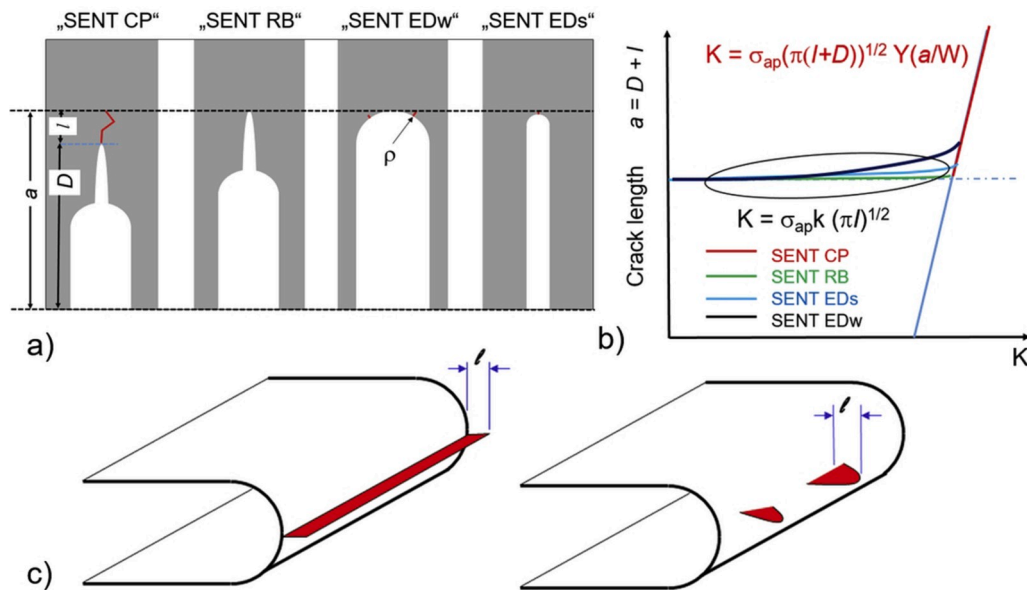 „SENT CP“ „SENT RB“ „SENT EDw“ „SENT EDs“
a)
l
D
a
ρ
K = σap(π(l+D))1/2 Y(a/W)
Crack length a = D + l
K = σapk (πl)1/2
SENT CP
SENT RB
SENT EDs
SENT EDw
b)
K
c)
l
l